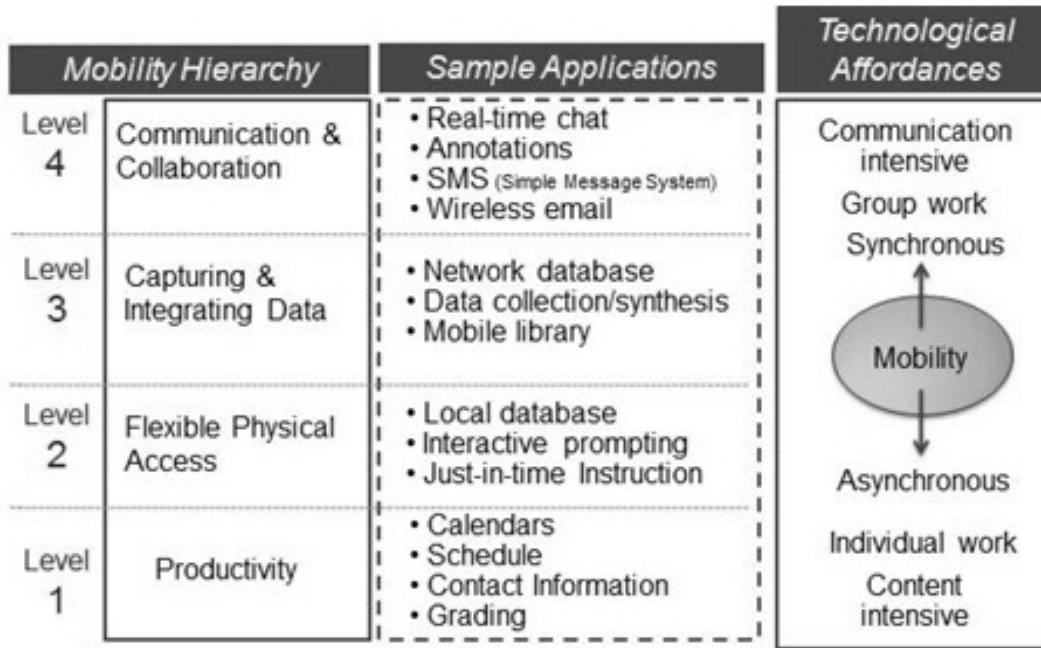 Mobility Hierarchy
Sample Applications
Technological
Affordances
Level
4
Communication &
Collaboration
• Real-time chat
• Annotations
• SMS (Simple Message System)
• Wireless email
Level
3
Capturing &
Integrating Data
• Network database
• Data collection/synthesis
• Mobile library
Level
2
Flexible Physical
Access
• Local database
• Interactive prompting
• Just-in-time Instruction
Level
1
Productivity
• Calendars
• Schedule
• Contact Information
• Grading
Communication
intensive
Group work
Synchronous
Mobility
Asynchronous
Individual work
Content
intensive